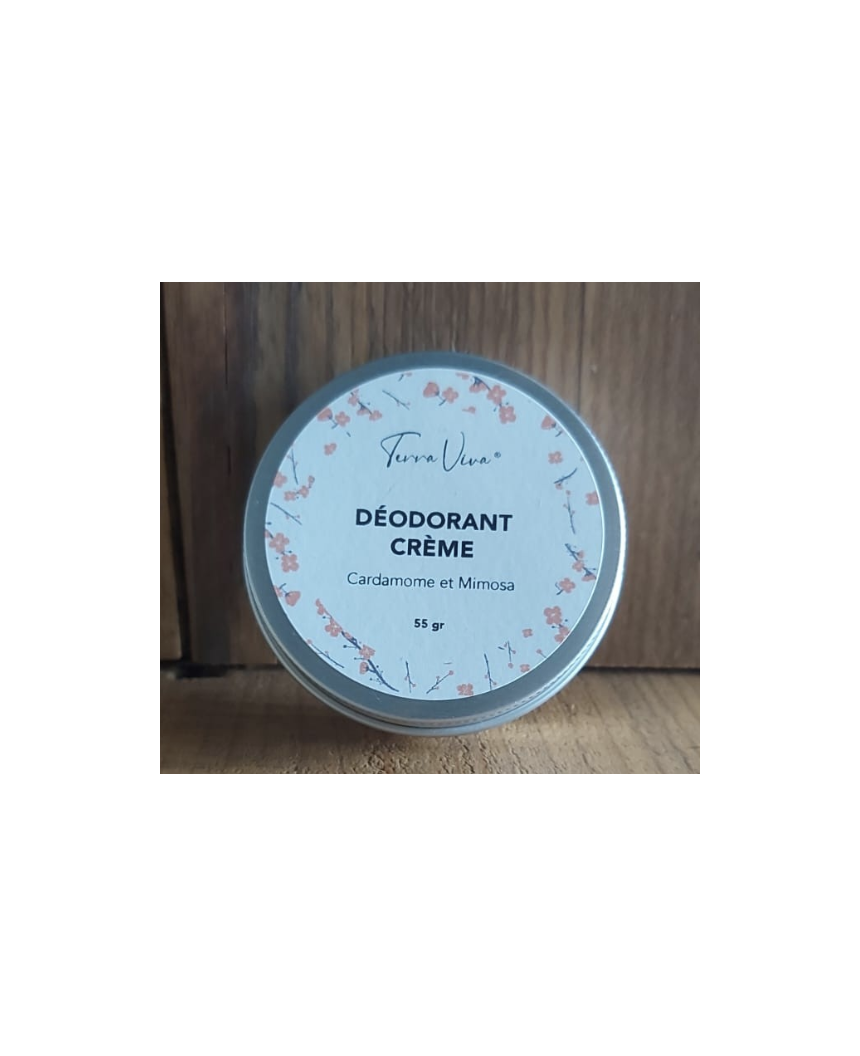 Terra Viva®
DÉODORANT
CRÈME
Cardamome et Mimosa
55 gr